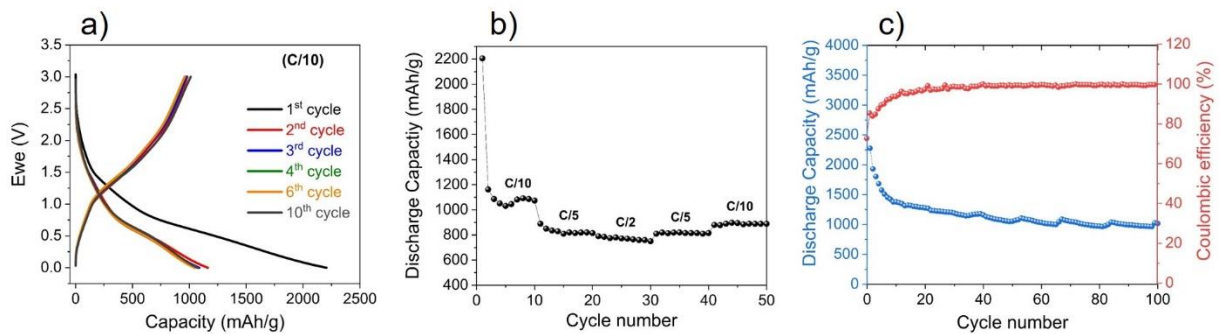 a)
(C/10)
1st cycle
2nd cycle
3rd cycle
4th cycle
6th cycle
10th cycle
Ewe (V)
3.5
3.0
2.5
2.0
1.5
1.0
0.5
0.0
0 500 1000 1500 2000 2500
Capacity (mAh/g)
b)
Discharge Capactiy (mAh/g)
2200
2000
1800
1600
1400
1200
1000
800
600
400
C/10
C/5
C/2
C/5
C/10
0 10 20 30 40 50
Cycle number
c)
Discharge Capacity (mAh/g)
4000
3500
3000
2500
2000
1500
1000
500
0
120
100
80
60
40
20
0
Coulombic efficiency (%)
0 20 40 60 80 100
Cycle number